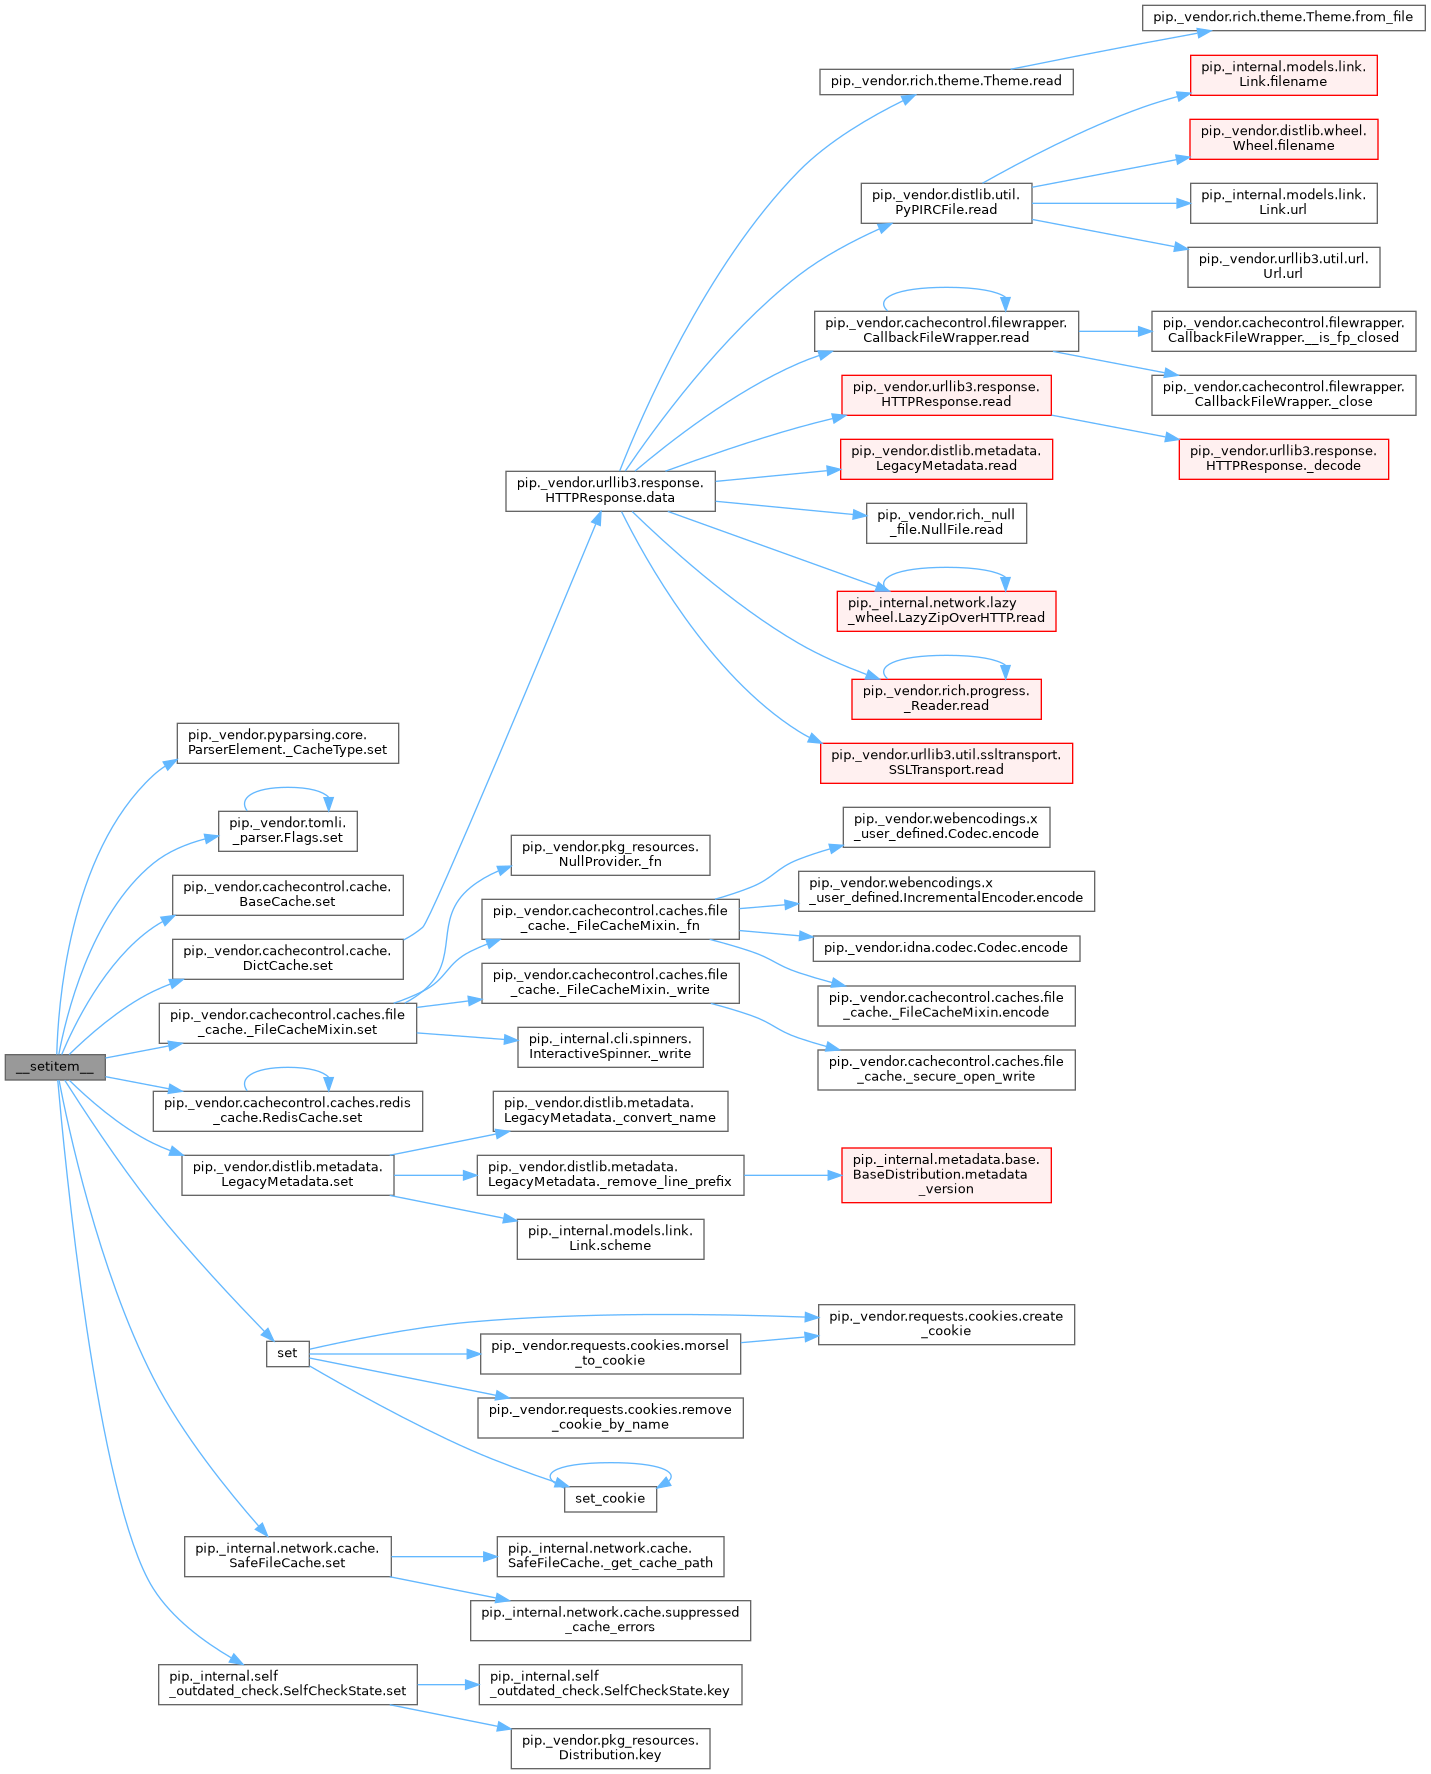 __setitem__
pip._vendor.pyparsing.core.
ParserElement._CacheType.set
pip._vendor.tomli.
_parser.Flags.set
pip._vendor.cachecontrol.cache.
BaseCache.set
pip._vendor.cachecontrol.cache.
DictCache.set
pip._vendor.cachecontrol.caches.file
_cache._FileCacheMixin.set
pip._vendor.cachecontrol.caches.redis
_cache.RedisCache.set
pip._vendor.distlib.metadata.
LegacyMetadata.set
set
pip._internal.network.cache.
SafeFileCache.set
pip._internal.self
_outdated_check.SelfCheckState.set
pip._vendor.urllib3.response.
HTTPResponse.data
pip._vendor.pkg_resources.
NullProvider._fn
pip._vendor.cachecontrol.caches.file
_cache._FileCacheMixin._fn
pip._vendor.cachecontrol.caches.file
_cache._FileCacheMixin._write
pip._internal.cli.spinners.
InteractiveSpinner._write
pip._vendor.distlib.metadata.
LegacyMetadata._convert_name
pip._vendor.distlib.metadata.
LegacyMetadata._remove_line_prefix
pip._internal.models.link.
Link.scheme
pip._vendor.requests.cookies.morsel
_to_cookie
pip._vendor.requests.cookies.remove
_cookie_by_name
set_cookie
pip._internal.network.cache.
SafeFileCache._get_cache_path
pip._internal.network.cache.suppressed
_cache_errors
pip._internal.self
_outdated_check.SelfCheckState.key
pip._vendor.pkg_resources.
Distribution.key
pip._vendor.rich.theme.Theme.read
pip._vendor.distlib.util.
PyPIRCFile.read
pip._vendor.cachecontrol.filewrapper.
CallbackFileWrapper.read
pip._vendor.urllib3.response.
HTTPResponse.read
pip._vendor.distlib.metadata.
LegacyMetadata.read
pip._vendor.rich._null
_file.NullFile.read
pip._internal.network.lazy
_wheel.LazyZipOverHTTP.read
pip._vendor.rich.progress.
_Reader.read
pip._vendor.urllib3.util.ssltransport.
SSLTransport.read
pip._vendor.webencodings.x
_user_defined.Codec.encode
pip._vendor.webencodings.x
_user_defined.IncrementalEncoder.encode
pip._vendor.idna.codec.Codec.encode
pip._vendor.cachecontrol.caches.file
_cache._FileCacheMixin.encode
pip._vendor.cachecontrol.caches.file
_cache._secure_open_write
pip._internal.metadata.base.
BaseDistribution.metadata
_version
pip._vendor.requests.cookies.create
_cookie
pip._vendor.rich.theme.Theme.from_file
pip._internal.models.link.
Link.filename
pip._vendor.distlib.wheel.
Wheel.filename
pip._internal.models.link.
Link.url
pip._vendor.urllib3.util.url.
Url.url
pip._vendor.cachecontrol.filewrapper.
CallbackFileWrapper.__is_fp_closed
pip._vendor.cachecontrol.filewrapper.
CallbackFileWrapper._close
pip._vendor.urllib3.response.
HTTPResponse._decode